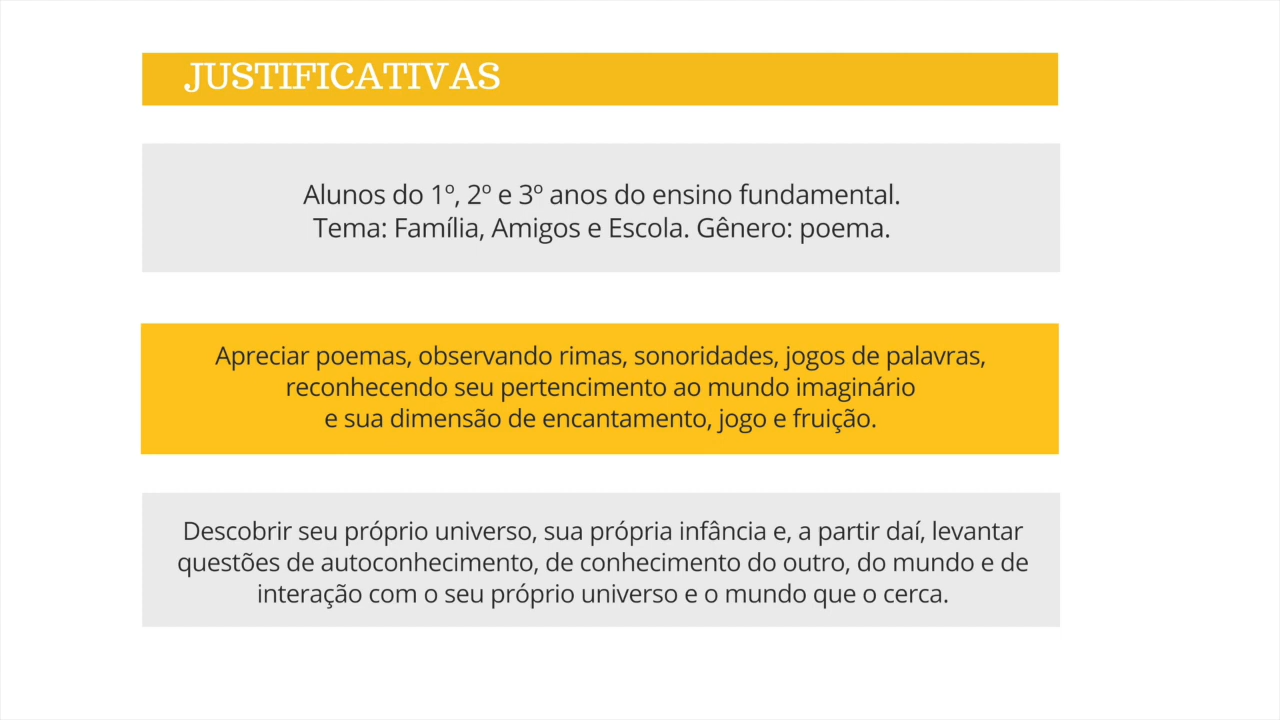 JUSTIFICATIVAS
Alunos do 1º, 2º e 3º anos do ensino fundamental.
Tema: Família, Amigos e Escola. Gênero: poema.
Apreciar poemas, observando rimas, sonoridades, jogos de palavras,
reconhecendo seu pertencimento ao mundo imaginário
e sua dimensão de encantamento, jogo e fruição.
Descobrir seu próprio universo, sua própria infância e, a partir daí, levantar
questões de autoconhecimento, de conhecimento do outro, do mundo e de
interação com o seu próprio universo e o mundo que o cerca.